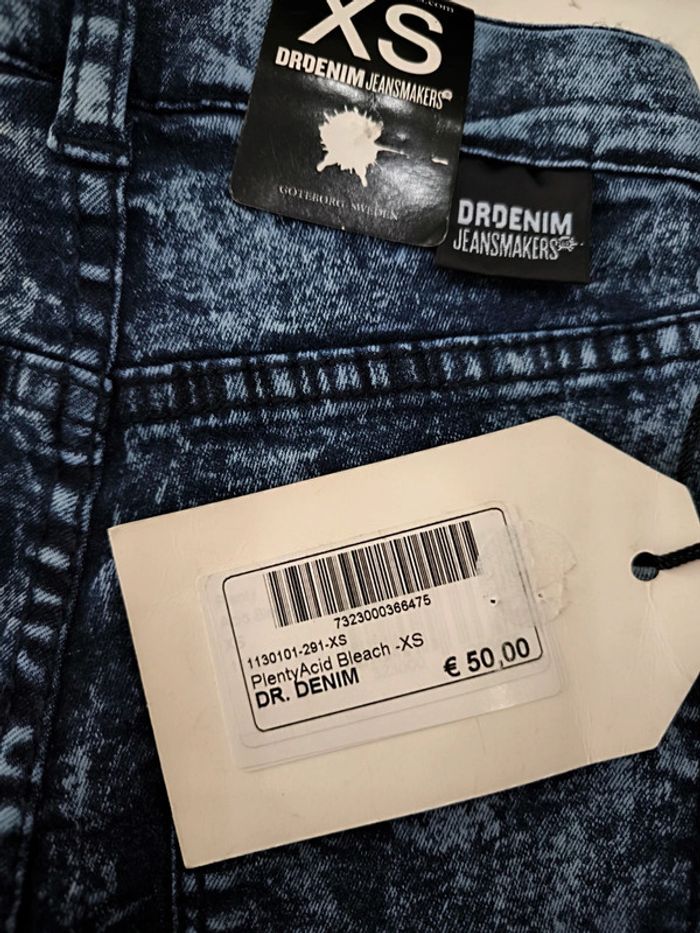 XS
DRDENIM JEANSMAKERS®
GÖTEBORG SWEDEN
DRDENIM
JEANSMAKERS
7323000366475
1130101-291-XS
PlentyAcid Bleach -XS
DR. DENIM
€ 50,00